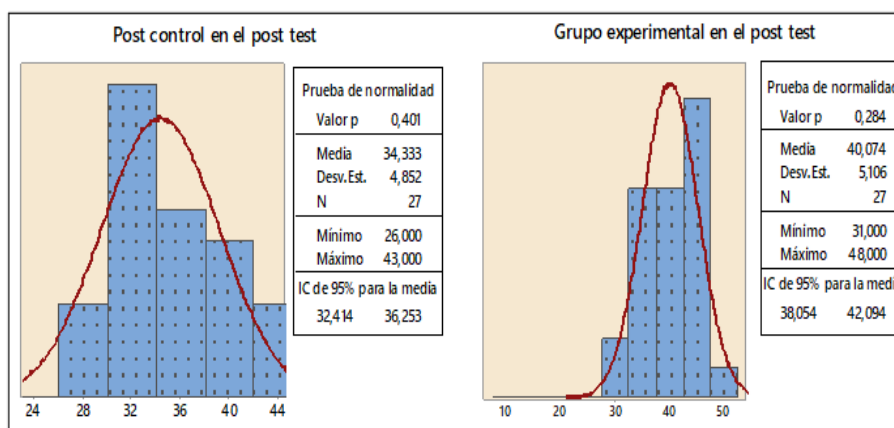 Post control en el post test
Prueba de normalidad
Valor p 0,401
Media 34,333
Desv.Est. 4,852
N 27
Mínimo 26,000
Máximo 43,000
IC de 95% para la media
32,414 36,253
24 28 32 36 40 44
Grupo experimental en el post test
Prueba de normalidad
Valor p 0,284
Media 40,074
Desv.Est. 5,106
N 27
Mínimo 31,000
Máximo 48,000
IC de 95% para la medi
38,054 42,094
10 20 30 40 50